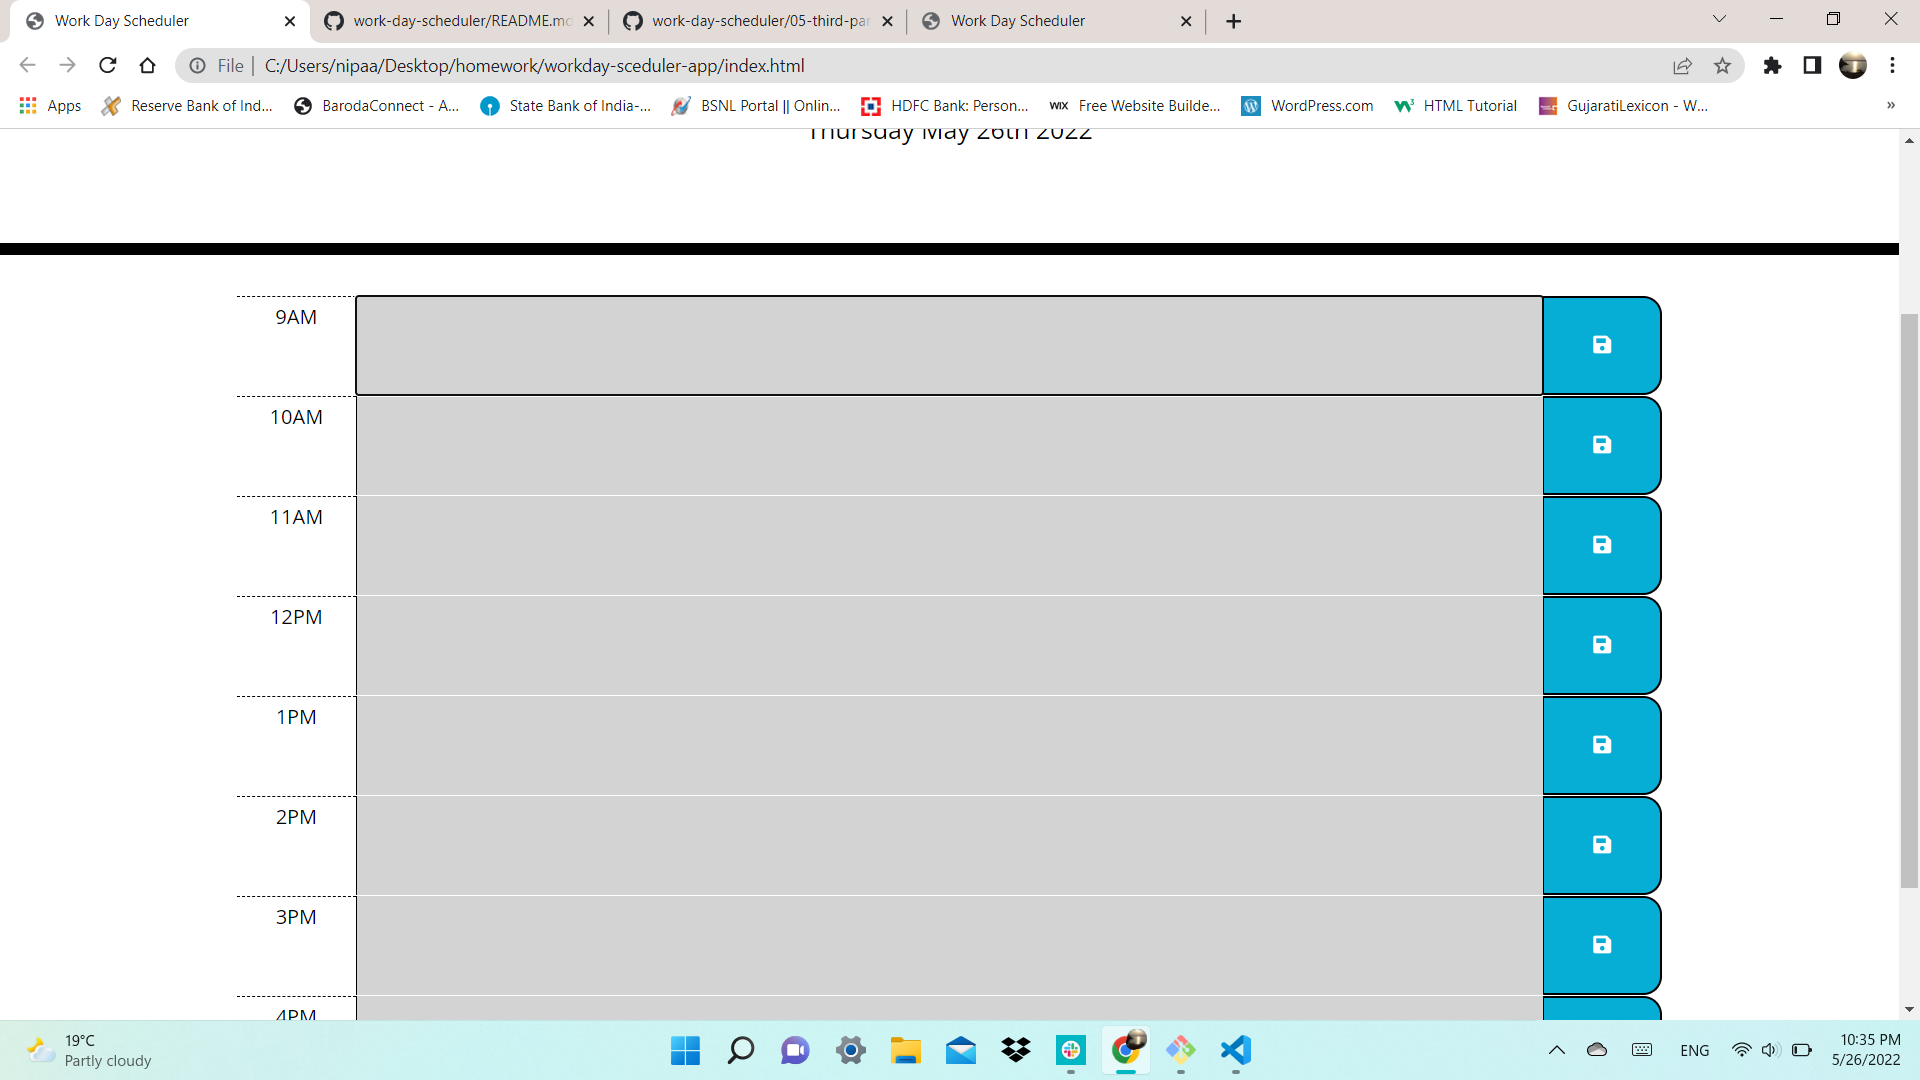 Work Day Scheduler
work-day-scheduler/README.mc
work-day-scheduler/05-third-par
Work Day Scheduler
File | C:/Users/nipaa/Desktop/homework/workday-sceduler-app/index.html
Apps
Reserve Bank of Ind...
BarodaConnect - A...
State Bank of India-...
BSNL Portal || Onlin...
HDFC Bank: Person...
WIX Free Website Builde...
WordPress.com
HTML Tutorial
GujaratiLexicon - W...
»
Thursday May 26th 2022
9AM
10AM
11AM
12PM
1PM
2PM
3PM
4PM
19°C
Partly cloudy
ENG
10:35 PM
5/26/2022